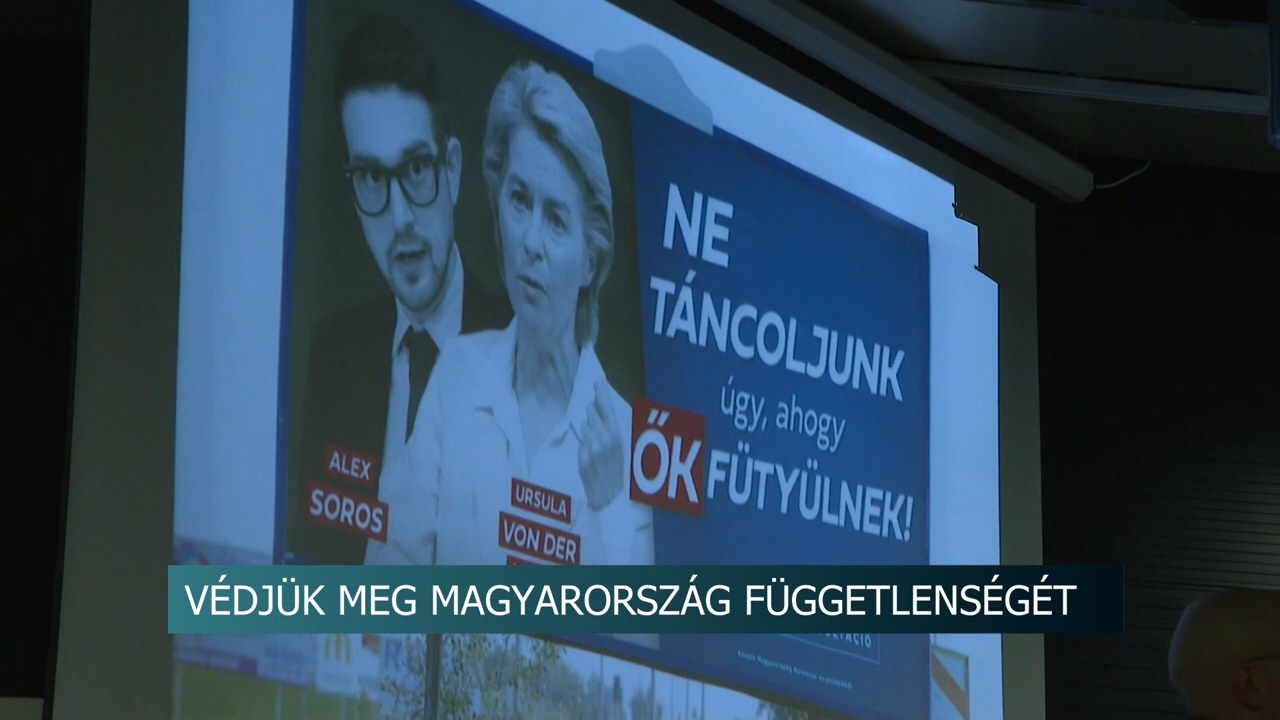 NE
TÁNCOLJUNK
úgy, ahogy
ŐK FÜTYÜLNEK!
ALEX
SOROS
URSULA
VON DER
VÉDJÜK MEG MAGYARORSZÁG FÜGGETLENSÉGÉT